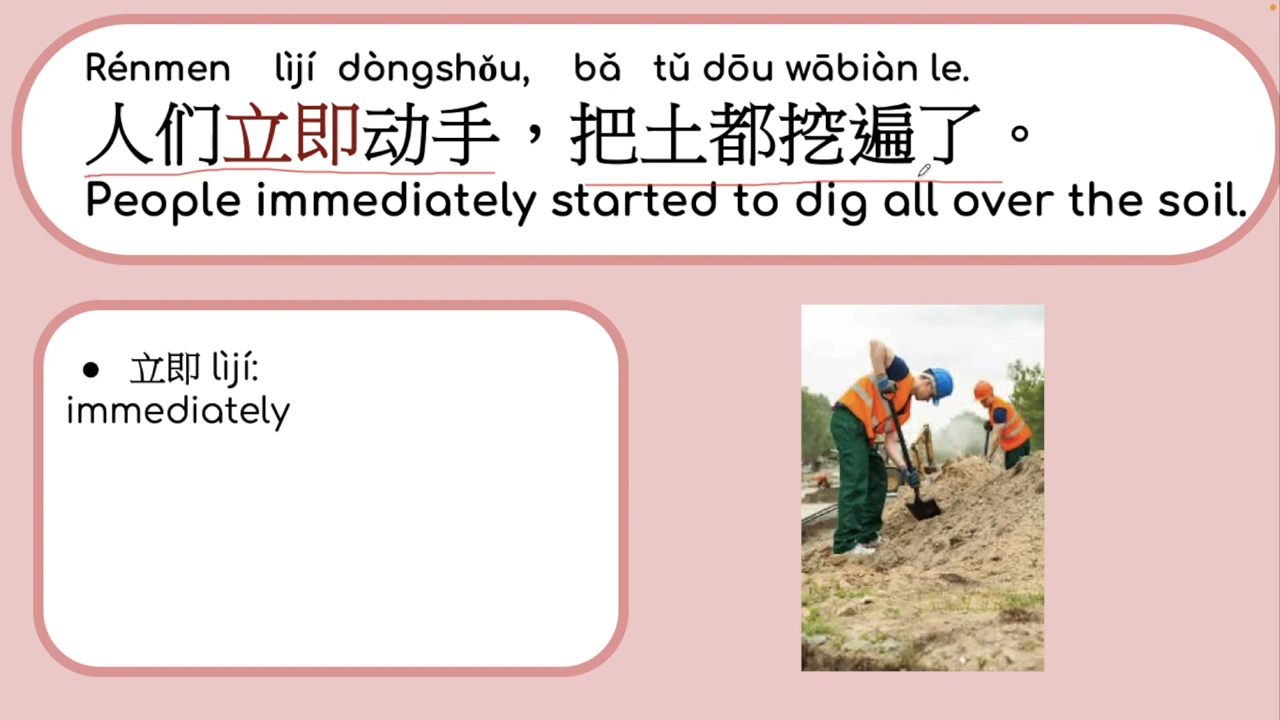 Rénmen lìjí dòngshǒu, bǎ tǔ dōu wābiàn le.
人们立即动手，把土都挖遍了。
People immediately started to dig all over the soil.
● 立即 lìjí:
immediately